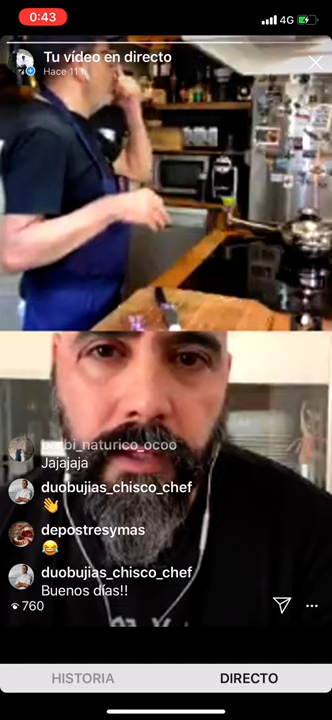 0:43
4G
Tu vídeo en directo
Hace 11 h
Jajajaja
duobujias_chisco_chef
👋
depostresymas
😂
duobujias_chisco_chef
Buenos días!!
760
HISTORIA
DIRECTO